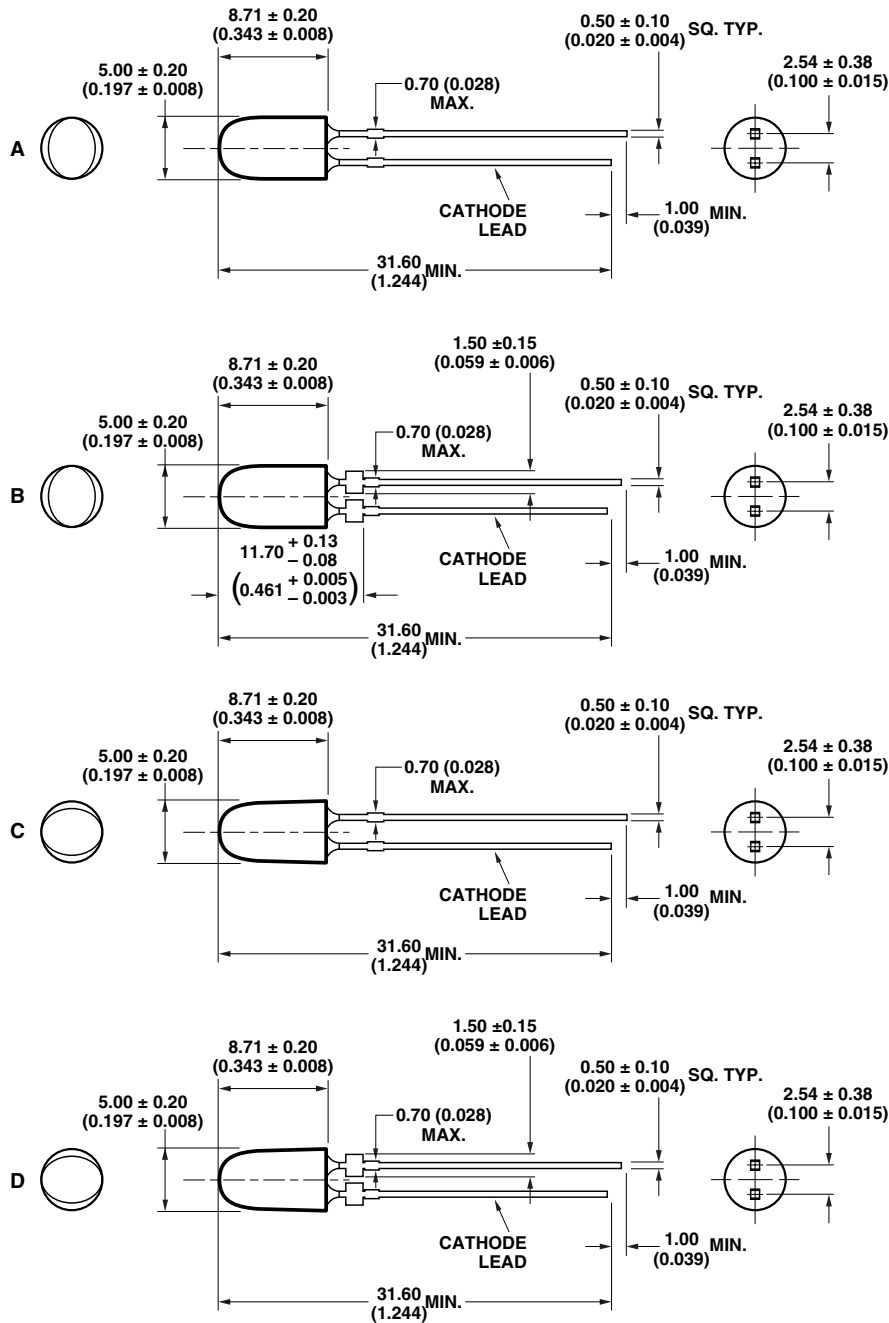 8.71 ± 0.20
(0.343 ± 0.008)
0.50 ± 0.10
(0.020 ± 0.004) SQ. TYP.
5.00 ± 0.20
(0.197 ± 0.008)
0.70 (0.028)
MAX.
2.54 ± 0.38
(0.100 ± 0.015)
A
CATHODE
LEAD
1.00
(0.039) MIN.
31.60
(1.244) MIN.
8.71 ± 0.20
(0.343 ± 0.008)
1.50 ±0.15
(0.059 ± 0.006)
0.50 ± 0.10
(0.020 ± 0.004) SQ. TYP.
5.00 ± 0.20
(0.197 ± 0.008)
0.70 (0.028)
MAX.
2.54 ± 0.38
(0.100 ± 0.015)
B
11.70 + 0.13
– 0.08
(0.461 + 0.005
– 0.003)
CATHODE
LEAD
1.00
(0.039) MIN.
31.60
(1.244) MIN.
8.71 ± 0.20
(0.343 ± 0.008)
0.50 ± 0.10
(0.020 ± 0.004) SQ. TYP.
5.00 ± 0.20
(0.197 ± 0.008)
0.70 (0.028)
MAX.
2.54 ± 0.38
(0.100 ± 0.015)
C
CATHODE
LEAD
1.00
(0.039) MIN.
31.60
(1.244) MIN.
8.71 ± 0.20
(0.343 ± 0.008)
1.50 ±0.15
(0.059 ± 0.006)
0.50 ± 0.10
(0.020 ± 0.004) SQ. TYP.
5.00 ± 0.20
(0.197 ± 0.008)
0.70 (0.028)
MAX.
2.54 ± 0.38
(0.100 ± 0.015)
D
CATHODE
LEAD
1.00
(0.039) MIN.
31.60
(1.244) MIN.